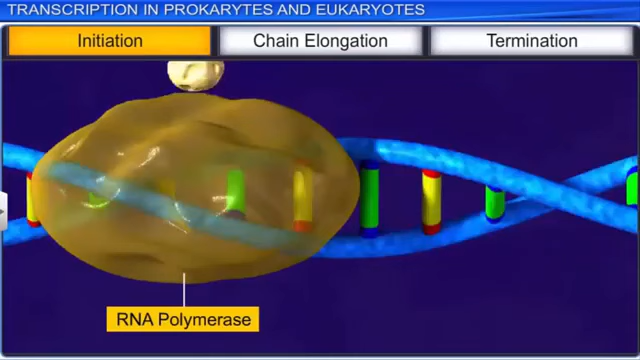 TRANSCRIPTION IN PROKARYTES AND EUKARYOTES
Initiation
Chain Elongation
Termination
RNA Polymerase